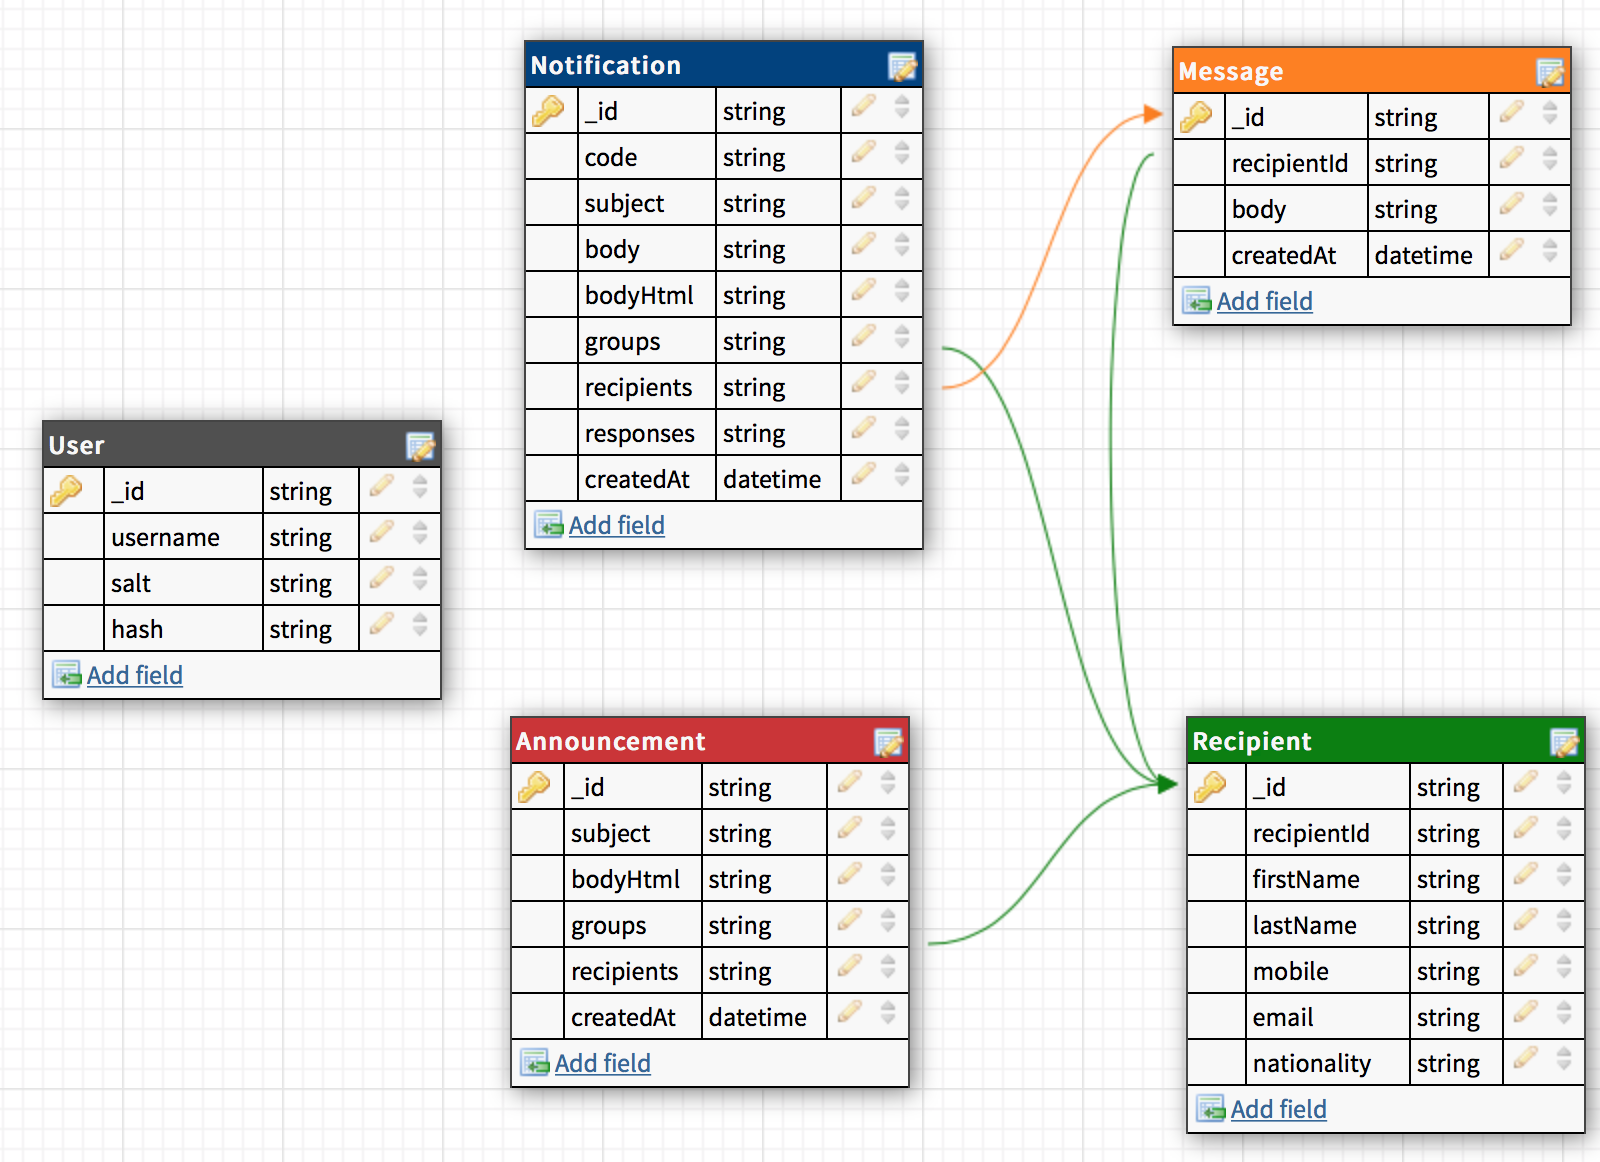 Notification
_id string
code string
subject string
body string
bodyHtml string
groups string
recipients string
responses string
createdAt datetime
Add field
Message
_id string
recipientId string
body string
createdAt datetime
Add field
User
_id string
username string
salt string
hash string
Add field
Announcement
_id string
subject string
bodyHtml string
groups string
recipients string
createdAt datetime
Add field
Recipient
_id string
recipientId string
firstName string
lastName string
mobile string
email string
nationality string
Add field